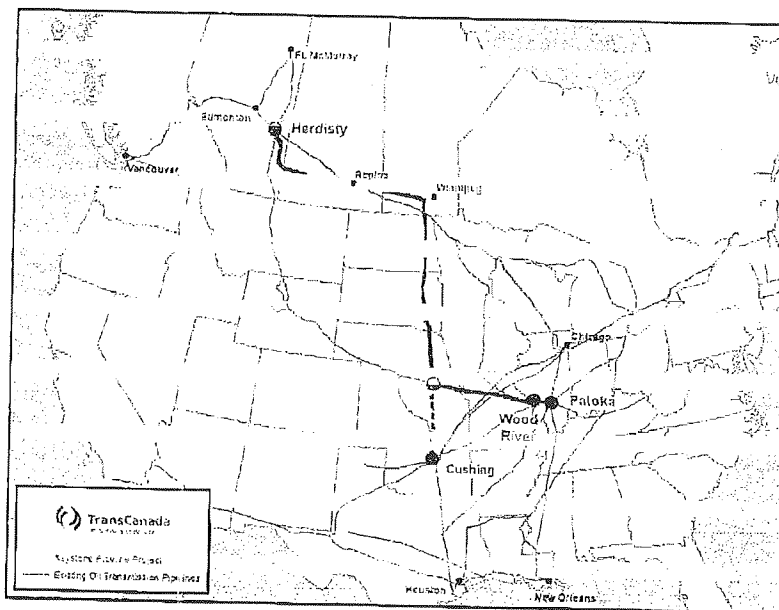 Ft. McMurray
Edmonton
Herdisty
Vancouver
Regina
Winnipeg
Chicago
Wood
River
Patoka
Cushing
TransCanada
Keystone Pipeline Project
Existing Oil Transmission Pipelines
Houston
New Orleans